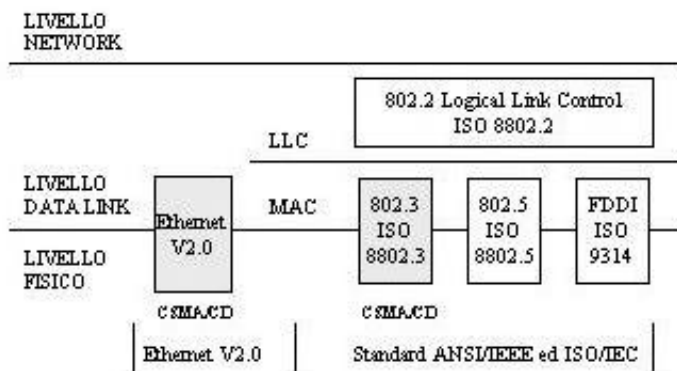 LIVELLO
NETWORK
802.2 Logical Link Control
ISO 8802.2
LLC
LIVELLO
DATA LINK
MAC
Ethernet
V2.0
802.3
ISO
8802.3
802.5
ISO
8802.5
FDDI
ISO
9314
LIVELLO
FISICO
CSMA/CD
CSMA/CD
Ethernet V2.0
Standard ANSI/IEEE ed ISO/IEC